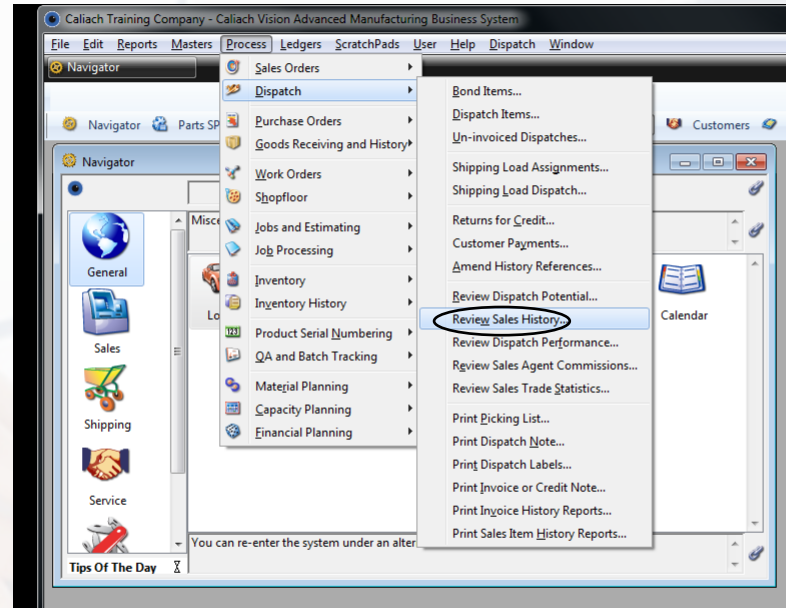 Caliach Training Company - Caliach Vision Advanced Manufacturing Business System
File Edit Reports Masters Process Ledgers ScratchPads User Help Dispatch Window
Navigator
Navigator Parts Customers
Navigator
General
Sales
Shipping
Service
Tips Of The Day
You can re-enter the system under an
Calendar
Sales Orders
Dispatch
Purchase Orders
Goods Receiving and History
Work Orders
Shopfloor
Jobs and Estimating
Job Processing
Inventory
Inventory History
Product Serial Numbering
QA and Batch Tracking
Material Planning
Capacity Planning
Financial Planning
Bond Items...
Dispatch Items...
Un-invoiced Dispatches...
Shipping Load Assignments...
Shipping Load Dispatch...
Returns for Credit...
Customer Payments...
Amend History References...
Review Dispatch Potential...
Review Sales History...
Review Dispatch Performance...
Review Sales Agent Commissions...
Review Sales Trade Statistics...
Print Picking List...
Print Dispatch Note...
Print Dispatch Labels...
Print Invoice or Credit Note...
Print Invoice History Reports...
Print Sales Item History Reports...